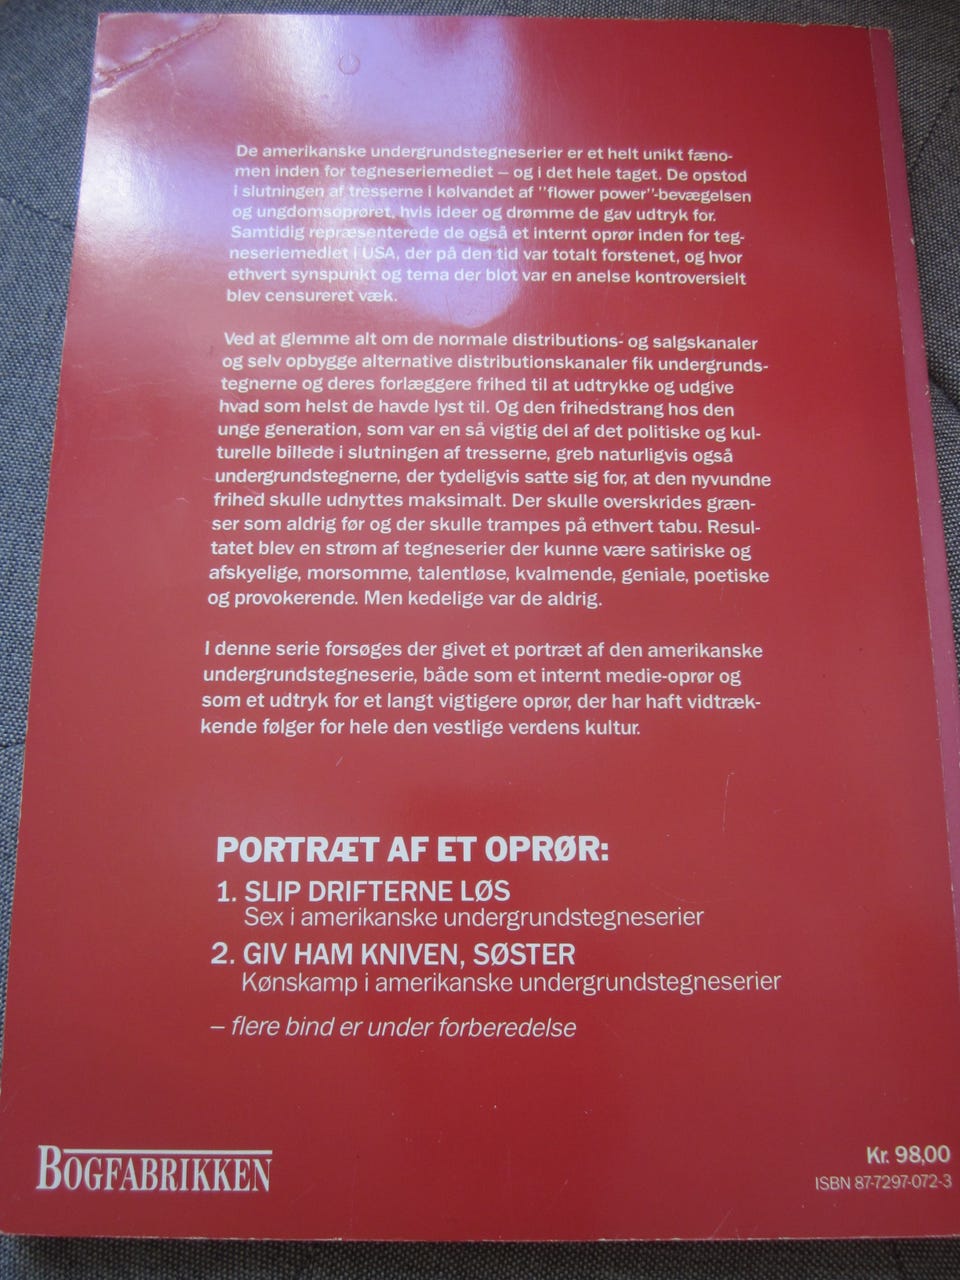 De amerikanske undergrundstegneserier er et helt unikt fæno-
men inden for tegneseriemediet – og i det hele taget. De opstod
i slutningen af tresserne i kølvandet af "flower power"-bevægelsen
og ungdomsoprøret, hvis ideer og drømme de gav udtryk for.
Samtidig repræsenterede de også et internt oprør inden for teg-
neseriemediet i USA, der på den tid var totalt forstenet, og hvor
ethvert synspunkt og tema der blot var en anelse kontroversielt
blev censureret væk.
Ved at glemme alt om de normale distributions- og salgskanaler
og selv opbygge alternative distributionskanaler fik undergrunds-
tegnerne og deres forlæggere frihed til at udtrykke og udgive
hvad som helst de havde lyst til. Og den frihedstrang hos den
unge generation, som var en så vigtig del af det politiske og kul-
turelle billede i slutningen af tresserne, greb naturligvis også
undergrundstegnerne, der tydeligvis satte sig for, at den nyvundne
frihed skulle udnyttes maksimalt. Der skulle overskrides græn-
ser som aldrig før og der skulle trampes på ethvert tabu. Resul-
tatet blev en strøm af tegneserier der kunne være satiriske og
afskyelige, morsomme, talentløse, kvalmende, geniale, poetiske
og provokerende. Men kedelige var de aldrig.
I denne serie forsøges der givet et portræt af den amerikanske
undergrundstegneserie, både som et internt medie-oprør og
som et udtryk for et langt vigtigere oprør, der har haft vidtræk-
kende følger for hele den vestlige verdens kultur.
PORTRÆT AF ET OPRØR:
1. SLIP DRIFTERNE LØS
Sex i amerikanske undergrundstegneserier
2. GIV HAM KNIVEN, SØSTER
Kønskamp i amerikanske undergrundstegneserier
– flere bind er under forberedelse
BOGFABRIKKEN
Kr. 98,00
ISBN 87-7297-072-3